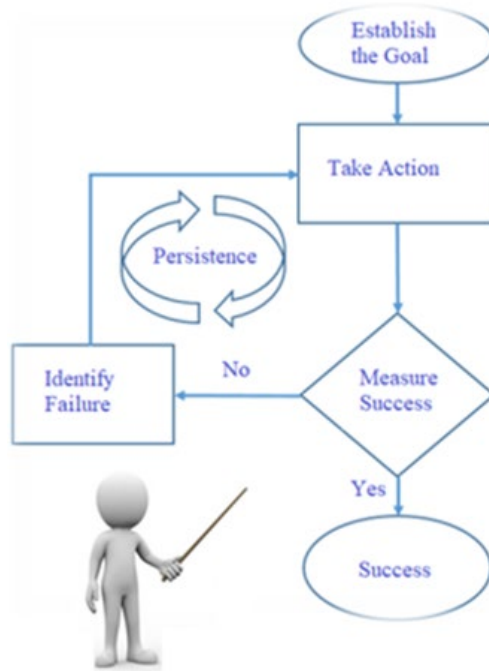 Establish
the Goal
Take Action
Persistence
Identify
Failure
No
Measure
Success
Yes
Success